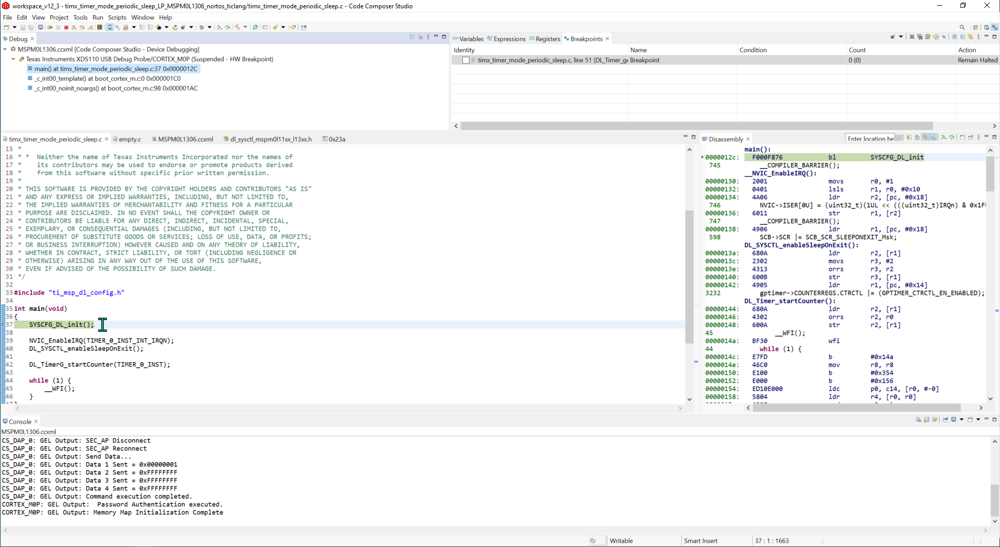 workspace_v12_3 - timx_timer_mode_periodic_sleep_LP_MSPM0L1306_nortos_ticlang/timx_timer_mode_periodic_sleep.c - Code Composer Studio
File Edit View Project Tools Run Scripts Window Help
Debug
MSPM0L1306.ccxml [Code Composer Studio - Device Debugging]
Texas Instruments XDS110 USB Debug Probe/CORTEX_M0P (Suspended - HW Breakpoint)
main() at timx_timer_mode_periodic_sleep.c:37 0x0000012C
_c_int00_template() at boot_cortex_m.c:0 0x000001C0
_c_int00_noinit_noargs() at boot_cortex_m.c:98 0x000001AC
Variables Expressions Registers Breakpoints
Identity Name Condition Count Action
timx_timer_mode_periodic_sleep.c, line 51 (DL_Timer_ge Breakpoint 0 (0) Remain Halted
timx_timer_mode_periodic_sleep.c empty.c MSPM0L1306.ccxml dl_sysctl_mspm0l11xx_l13xx.h 0x23a
15 *
16 * * Neither the name of Texas Instruments Incorporated nor the names of
17 * its contributors may be used to endorse or promote products derived
18 * from this software without specific prior written permission.
19 *
20 * THIS SOFTWARE IS PROVIDED BY THE COPYRIGHT HOLDERS AND CONTRIBUTORS "AS IS"
21 * AND ANY EXPRESS OR IMPLIED WARRANTIES, INCLUDING, BUT NOT LIMITED TO,
22 * THE IMPLIED WARRANTIES OF MERCHANTABILITY AND FITNESS FOR A PARTICULAR
23 * PURPOSE ARE DISCLAIMED. IN NO EVENT SHALL THE COPYRIGHT OWNER OR
24 * CONTRIBUTORS BE LIABLE FOR ANY DIRECT, INDIRECT, INCIDENTAL, SPECIAL,
25 * EXEMPLARY, OR CONSEQUENTIAL DAMAGES (INCLUDING, BUT NOT LIMITED TO,
26 * PROCUREMENT OF SUBSTITUTE GOODS OR SERVICES; LOSS OF USE, DATA, OR PROFITS;
27 * OR BUSINESS INTERRUPTION) HOWEVER CAUSED AND ON ANY THEORY OF LIABILITY,
28 * WHETHER IN CONTRACT, STRICT LIABILITY, OR TORT (INCLUDING NEGLIGENCE OR
29 * OTHERWISE) ARISING IN ANY WAY OUT OF THE USE OF THIS SOFTWARE,
30 * EVEN IF ADVISED OF THE POSSIBILITY OF SUCH DAMAGE.
31 */
32
33 #include "ti_msp_dl_config.h"
34
35 int main(void)
36 {
37 SYSCFG_DL_init();
38
39 NVIC_EnableIRQ(TIMER_0_INST_INT_IRQN);
40 DL_SYSCTL_enableSleepOnExit();
41
42 DL_TimerG_startCounter(TIMER_0_INST);
43
44 while (1) {
45 __WFI();
46 }
Disassembly
Enter location he
main():
0000012c: F000F876 bl SYSCFG_DL_init
745 __COMPILER_BARRIER();
__NVIC_EnableIRQ():
00000130: 2001 movs r0, #1
00000132: 0401 lsls r1, r0, #0x10
00000134: 4A06 ldr r2, [pc, #0x18]
746 NVIC->ISER[0U] = (uint32_t)(1UL << (((uint32_t)IRQn) & 0x1FU
00000136: 6011 str r1, [r2]
747 __COMPILER_BARRIER();
00000138: 4906 ldr r1, [pc, #0x18]
598 SCB->SCR |= SCB_SCR_SLEEPONEXIT_Msk;
DL_SYSCTL_enableSleepOnExit():
0000013a: 680A ldr r2, [r1]
0000013c: 2302 movs r3, #2
0000013e: 4313 orrs r3, r2
00000140: 600B str r3, [r1]
00000142: 4905 ldr r1, [pc, #0x14]
3232 gptimer->COUNTERREGS.CTRCTL |= (GPTIMER_CTRCTL_EN_ENABLED);
DL_Timer_startCounter():
00000144: 680A ldr r2, [r1]
00000146: 4302 orrs r2, r0
00000148: 600A str r2, [r1]
45 __WFI();
0000014a: BF30 wfi
44 while (1) {
0000014c: E7FD b #0x14a
0000014e: 46C0 mov r8, r8
00000150: E100 b #0x354
00000152: E000 b #0x156
00000154: ED10E000 ldc p0, c14, [r0, #-0]
00000158: 5804 ldr r4, [r0, r0]
Console
MSPM0L1306.ccxml
CS_DAP_0: GEL Output: SEC_AP Disconnect
CS_DAP_0: GEL Output: SEC_AP Reconnect
CS_DAP_0: GEL Output: Send Data...
CS_DAP_0: GEL Output: Data 1 Sent = 0x00000001
CS_DAP_0: GEL Output: Data 2 Sent = 0xFFFFFFFF
CS_DAP_0: GEL Output: Data 3 Sent = 0xFFFFFFFF
CS_DAP_0: GEL Output: Data 4 Sent = 0xFFFFFFFF
CS_DAP_0: GEL Output: Command execution completed.
CORTEX_M0P: GEL Output: Password Authentication executed.
CORTEX_M0P: GEL Output: Memory Map Initialization Complete
Writable Smart Insert 37 : 1 : 1663